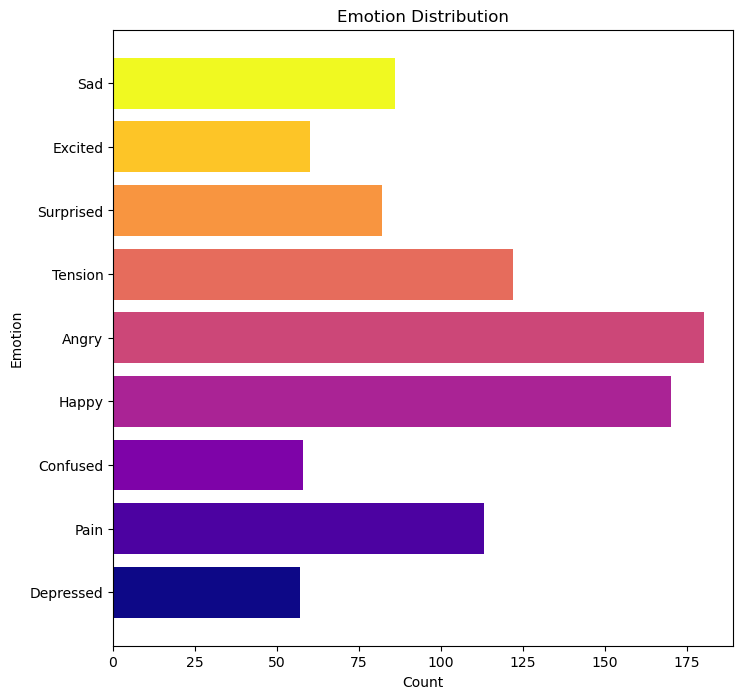 Emotion Distribution
Sad
Excited
Surprised
Tension
Angry
Happy
Confused
Pain
Depressed
Emotion
0 25 50 75 100 125 150 175
Count